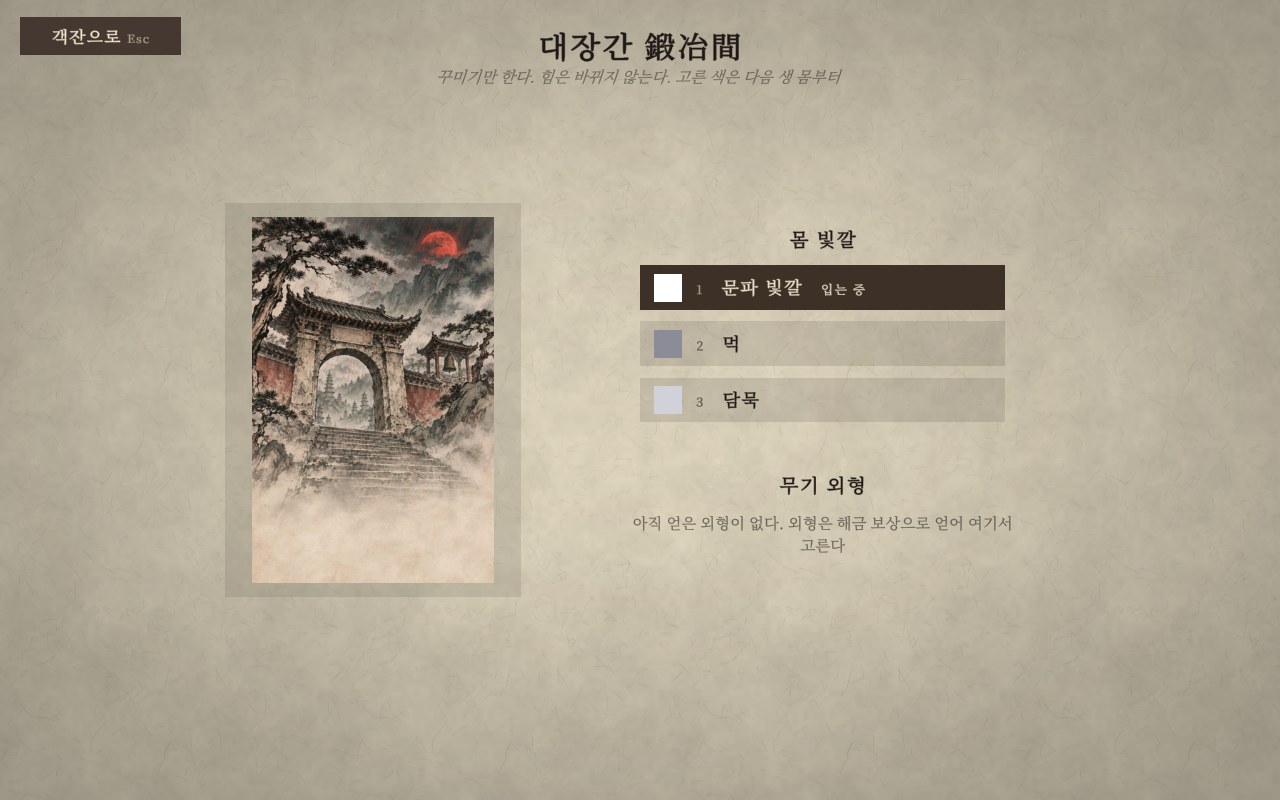 객잔으로 Esc
대장간 鍛冶間
꾸미기만 한다. 힘은 바뀌지 않는다. 고른 색은 다음 생 몸부터
몸 빛깔
1 문파 빛깔 입는 중
2 먹
3 담묵
무기 외형
아직 얻은 외형이 없다. 외형은 해금 보상으로 얻어 여기서
고른다